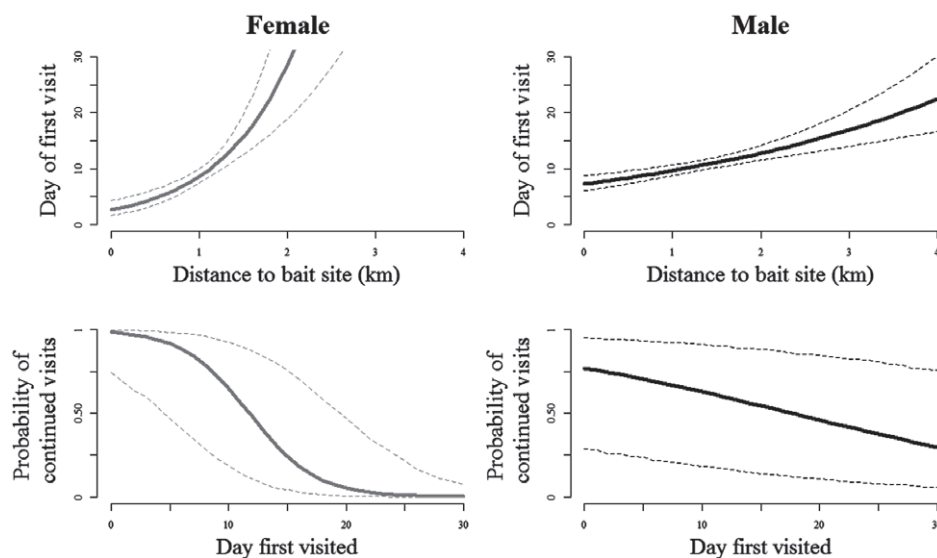 Female
Male
Day of first visit
30
20
10
0
0
1
2
3
4
Distance to bait site (km)
Day of first visit
30
20
10
0
0
1
2
3
4
Distance to bait site (km)
Probability of
continued visits
1
0.50
0
0
10
20
30
Day first visited
Probability of
continued visits
1
0.50
0
0
10
20
30
Day first visited